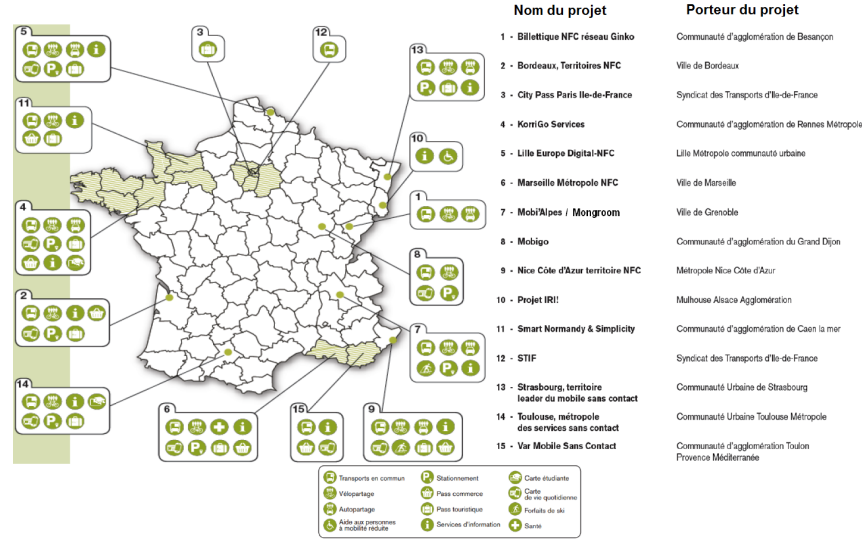 Nom du projet
Porteur du projet
1 - Billettique NFC réseau Ginko
Communauté d'agglomération de Besançon
2 - Bordeaux, Territoires NFC
Ville de Bordeaux
3 - City Pass Paris Ile-de-France
Syndicat des Transports d'Ile-de-France
4 - KorriGo Services
Communauté d'agglomération de Rennes Métropole
5 - Lille Europe Digital-NFC
Lille Métropole communauté urbaine
6 - Marseille Métropole NFC
Ville de Marseille
7 - Mobi'Alpes / Mongroom
Ville de Grenoble
8 - Mobigo
Communauté d'agglomération du Grand Dijon
9 - Nice Côte d'Azur territoire NFC
Métropole Nice Côte d'Azur
10 - Projet IRI!
Mulhouse Alsace Agglomération
11 - Smart Normandy & Simplicity
Communauté d'agglomération de Caen la mer
12 - STIF
Syndicat des Transports d'Ile-de-France
13 - Strasbourg, territoire
leader du mobile sans contact
Communauté Urbaine de Strasbourg
14 - Toulouse, métropole
des services sans contact
Communauté Urbaine Toulouse Métropole
15 - Var Mobile Sans Contact
Communauté d'agglomération Toulon
Provence Méditerranée
5
3
12
13
11
10
4
1
8
2
7
14
6
15
9
Transports en commun
Vélopartage
Autopartage
Aide aux personnes
à mobilité réduite
Stationnement
Pass commerce
Pass touristique
Services d'information
Carte étudiante
Carte
de vie quotidienne
Forfaits de ski
Santé